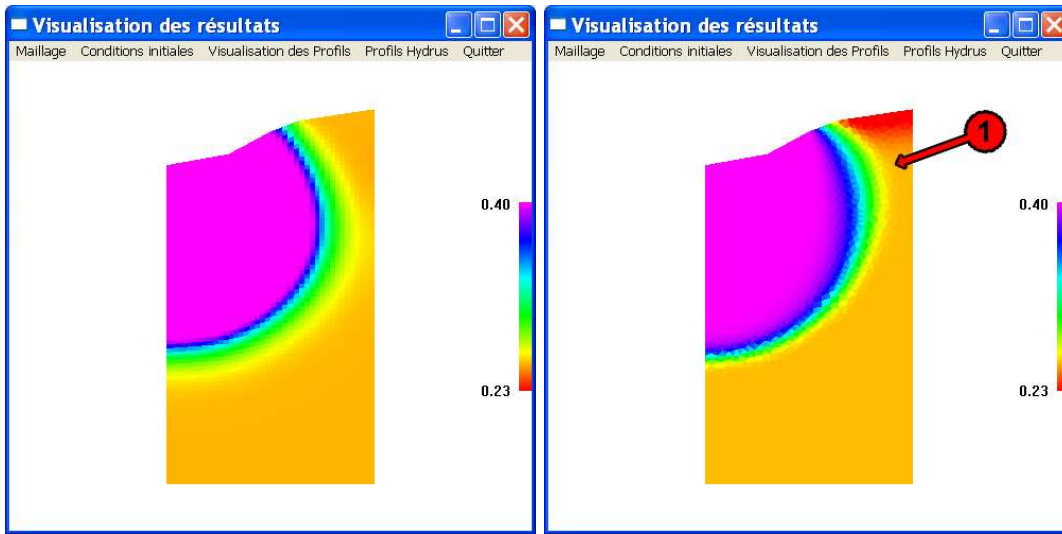 Visualisation des résultats
Maillage Conditions initiales Visualisation des Profils Profils Hydrus Quitter
0.40
0.23
Visualisation des résultats
Maillage Conditions initiales Visualisation des Profils Profils Hydrus Quitter
1
0.40
0.23